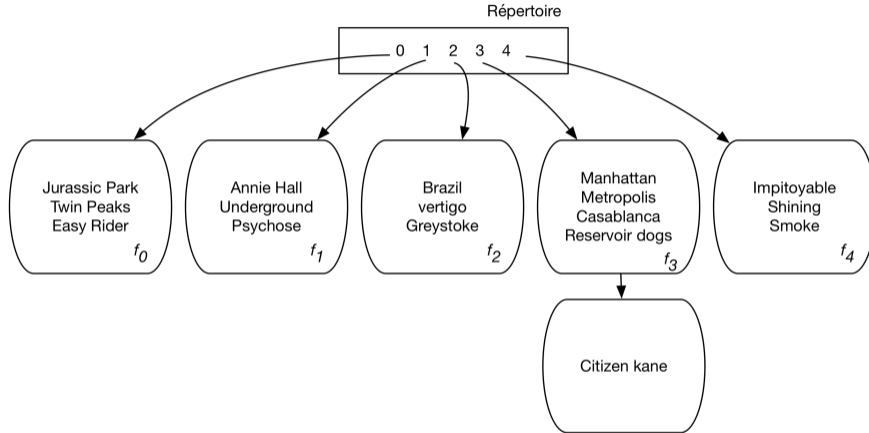 Répertoire
0 1 2 3 4
Jurassic Park
Twin Peaks
Easy Rider
f0
Annie Hall
Underground
Psychose
f1
Brazil
vertigo
Greystoke
f2
Manhattan
Metropolis
Casablanca
Reservoir dogs
f3
Impitoyable
Shining
Smoke
f4
Citizen kane